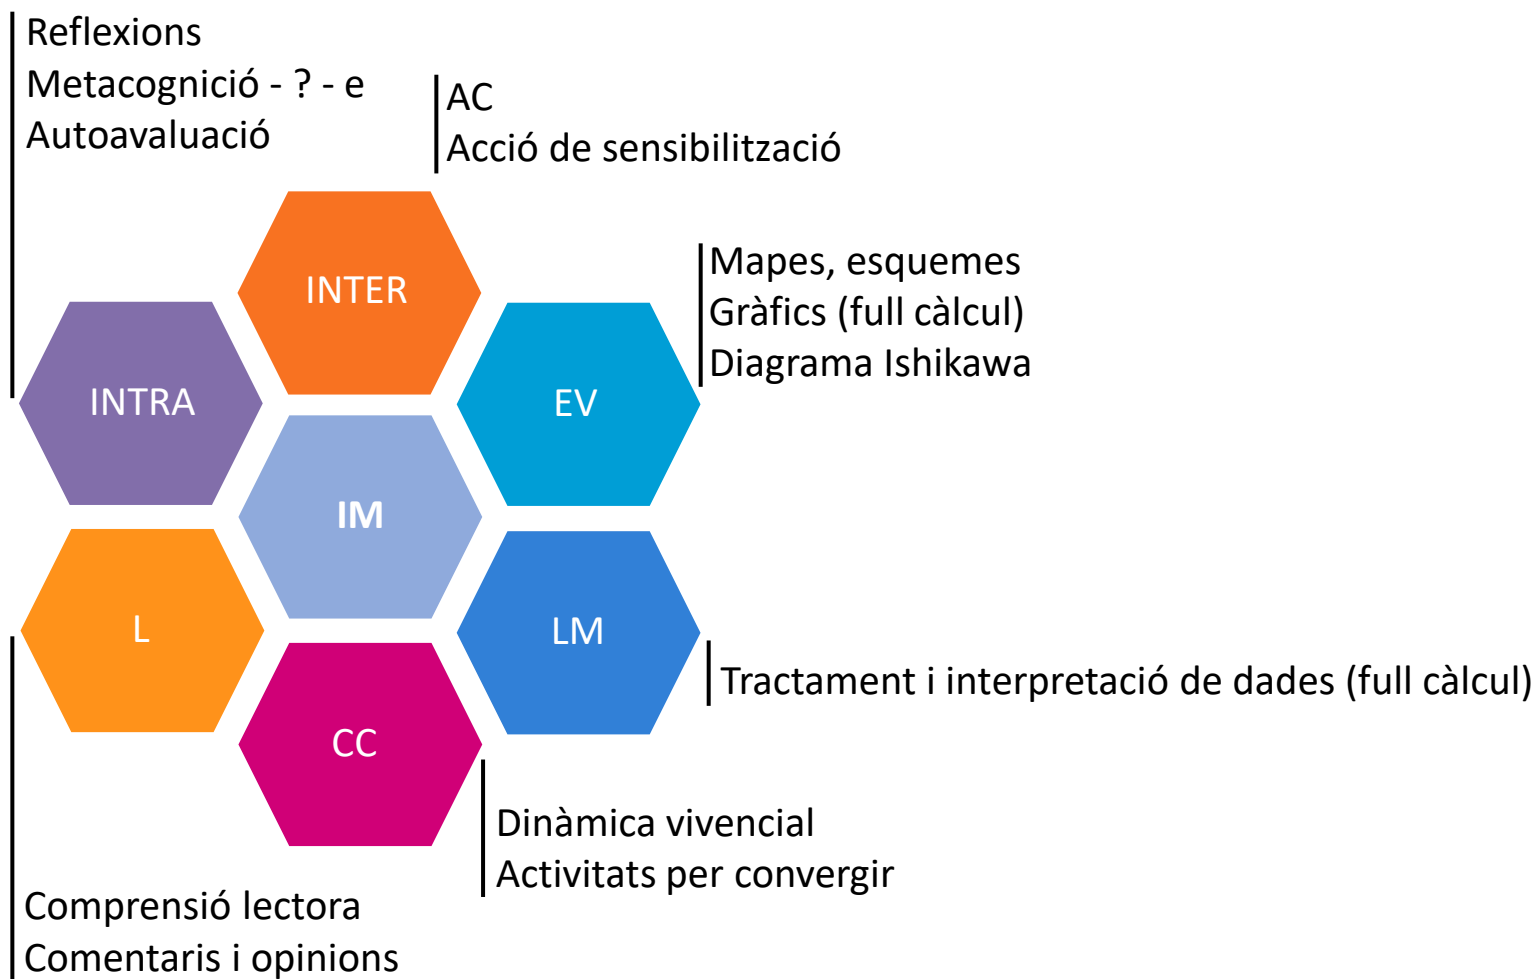 Reflexions
Metacognició - ? - e
Autoavaluació
AC
Acció de sensibilització
INTER
Mapes, esquemes
Gràfics (full càlcul)
Diagrama Ishikawa
INTRA
EV
IM
L
LM
Tractament i interpretació de dades (full càlcul)
CC
Dinàmica vivencial
Activitats per convergir
Comprensió lectora
Comentaris i opinions